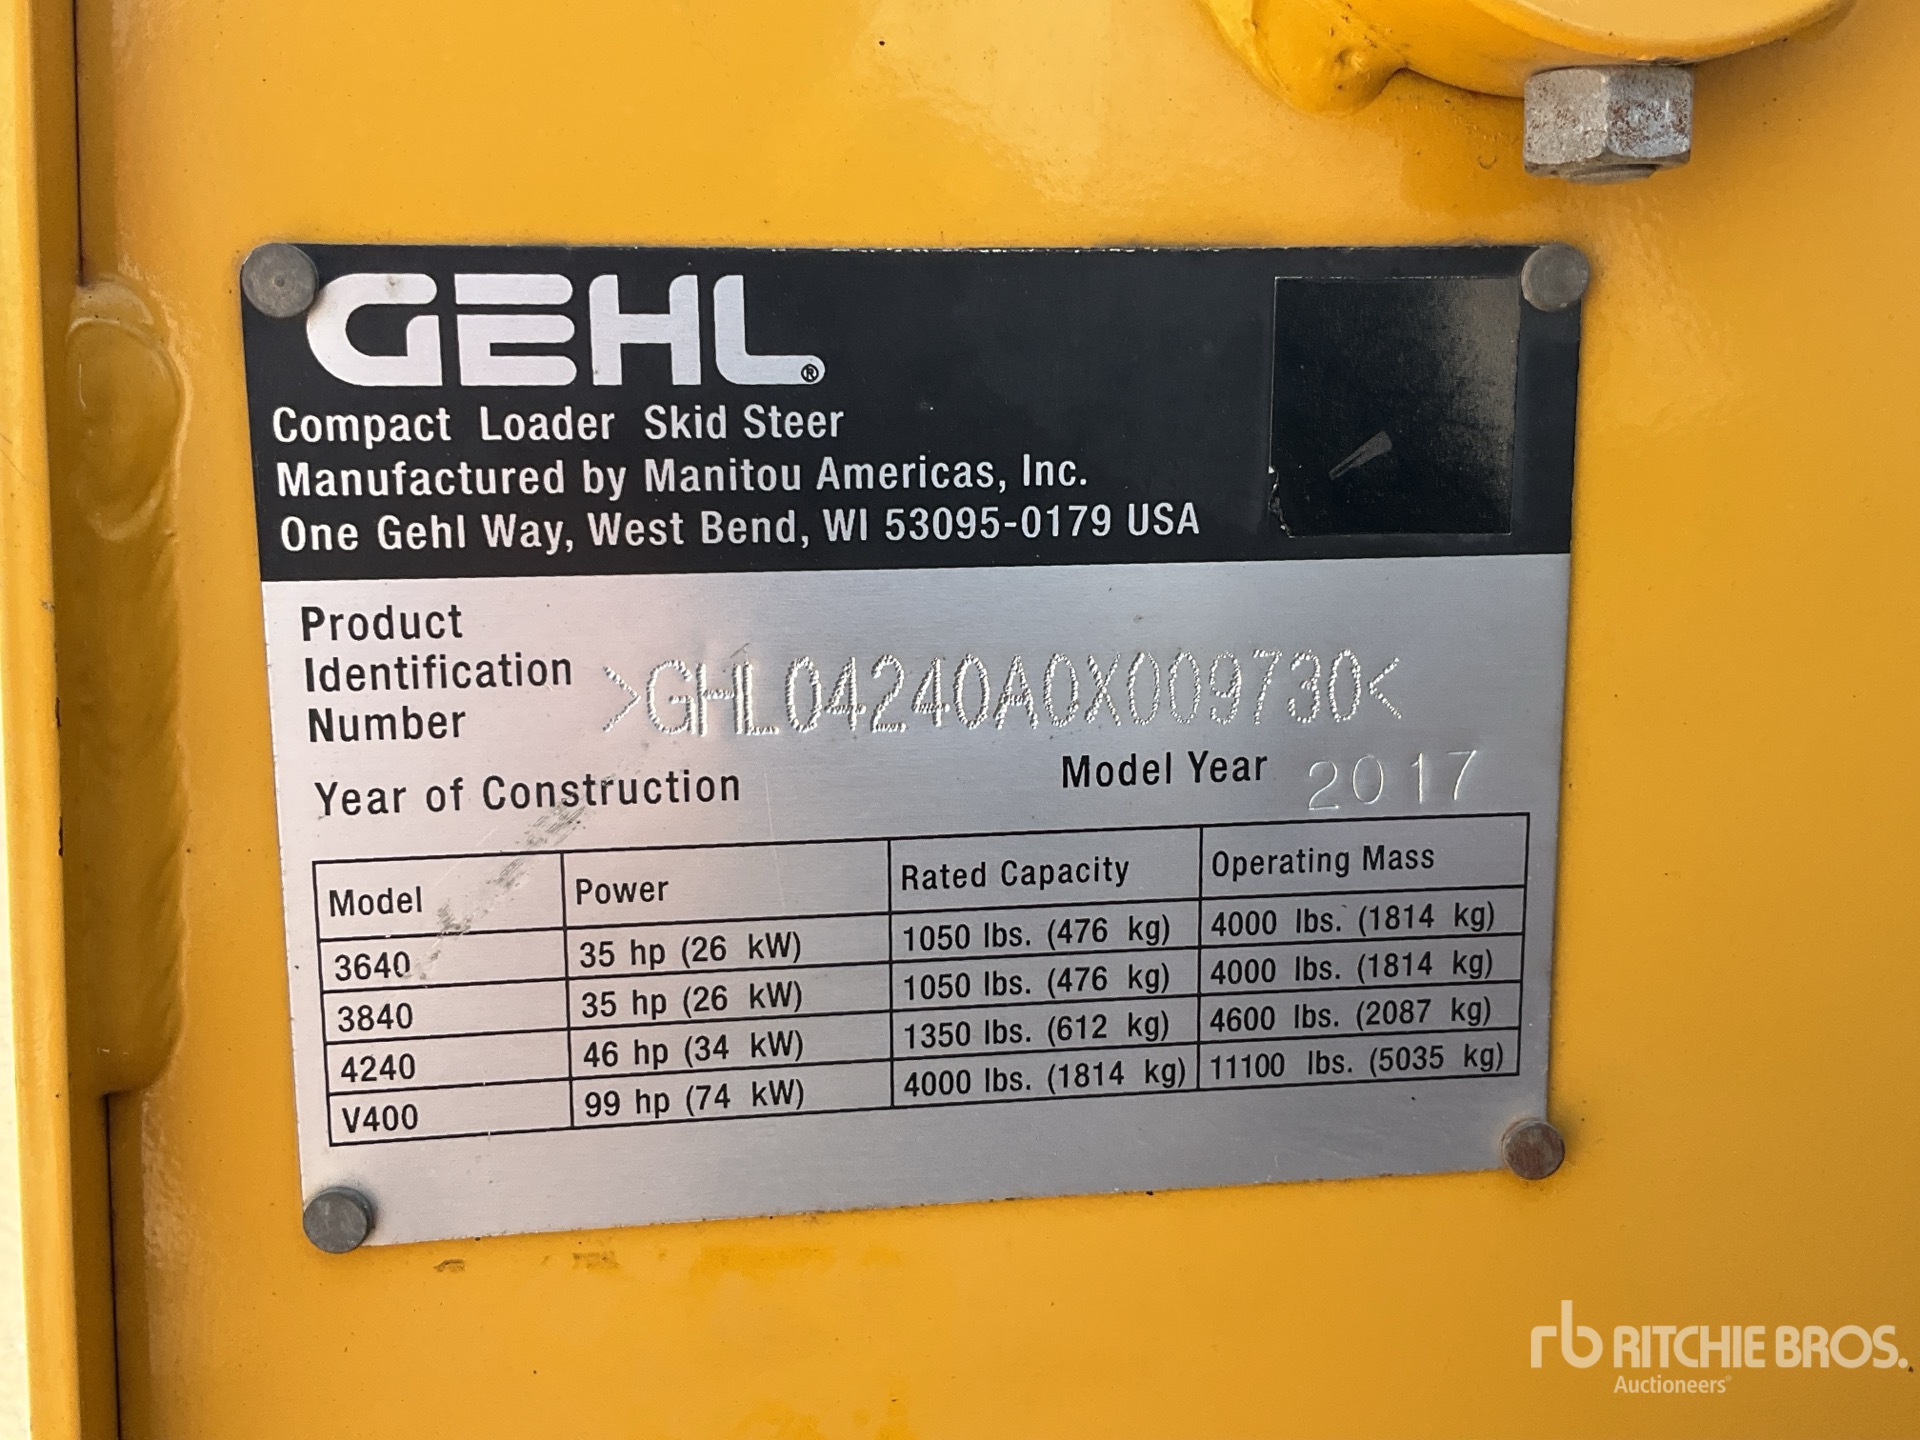 GEHL®
Compact Loader Skid Steer
Manufactured by Manitou Americas, Inc.
One Gehl Way, West Bend, WI 53095-0179 USA
Product
Identification
Number >GHL04240A0X009730<
Year of Construction
Model Year 2017
Model Power Rated Capacity Operating Mass
3640 35 hp (26 kW) 1050 lbs. (476 kg) 4000 lbs. (1814 kg)
3840 35 hp (26 kW) 1050 lbs. (476 kg) 4000 lbs. (1814 kg)
4240 46 hp (34 kW) 1350 lbs. (612 kg) 4600 lbs. (2087 kg)
V400 99 hp (74 kW) 4000 lbs. (1814 kg) 11100 lbs. (5035 kg)
rb RITCHIE BROS.
Auctioneers®